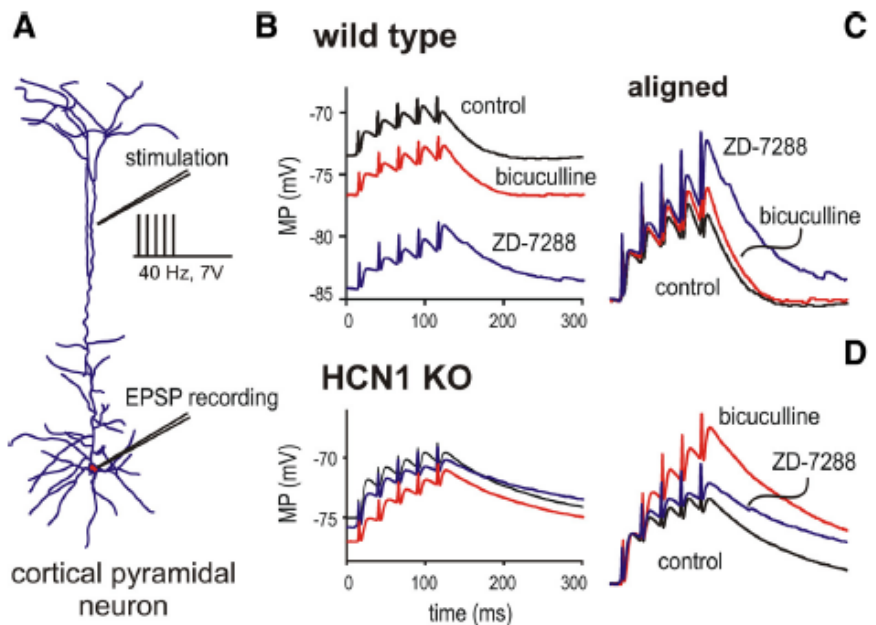 A
stimulation
40 Hz, 7V
EPSP recording
cortical pyramidal
neuron
B
wild type
MP (mV)
-70
-75
-80
-85
control
bicuculline
ZD-7288
0
100
200
300
HCN1 KO
MP (mV)
-70
-75
0
100
200
300
time (ms)
C
aligned
ZD-7288
bicuculline
control
D
bicuculline
ZD-7288
control